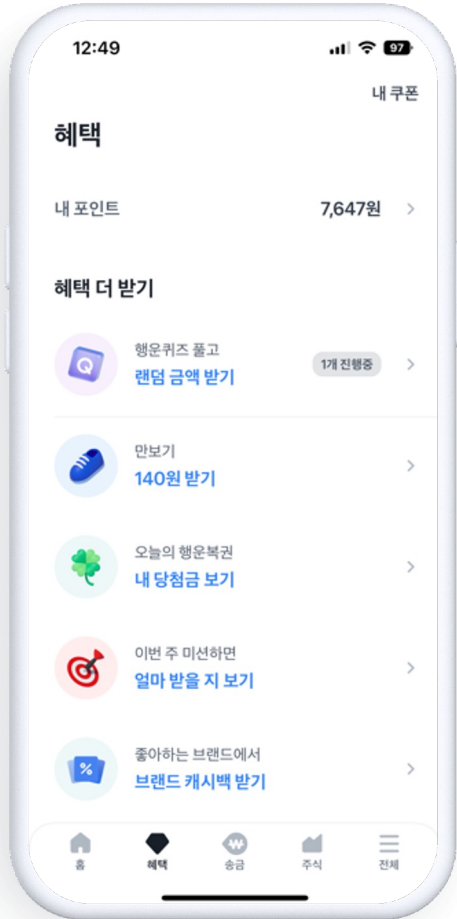 12:49
97
내 쿠폰
혜택
내 포인트
7,647원
혜택 더 받기
Q
행운퀴즈 풀고
랜덤 금액 받기
1개 진행중
만보기
140원 받기
오늘의 행운복권
내 당첨금 보기
이번 주 미션하면
얼마 받을 지 보기
%
좋아하는 브랜드에서
브랜드 캐시백 받기
홈
혜택
₩
송금
주식
전체